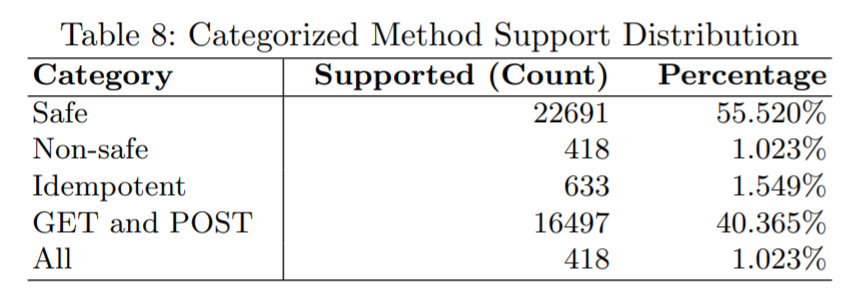 Table 8: Categorized Method Support Distribution
Category Supported (Count) Percentage
Safe 22691 55.520%
Non-safe 418 1.023%
Idempotent 633 1.549%
GET and POST 16497 40.365%
All 418 1.023%